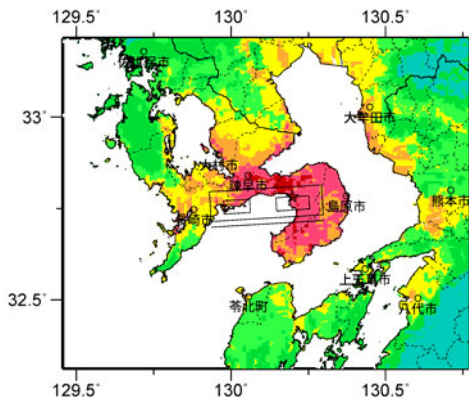 129.5
130
130.5
33
大牟田市
大村市
諫早市
長崎市
島原市
熊本市
32.5
上天草市
苓北町
八代市
129.5
130
130.5